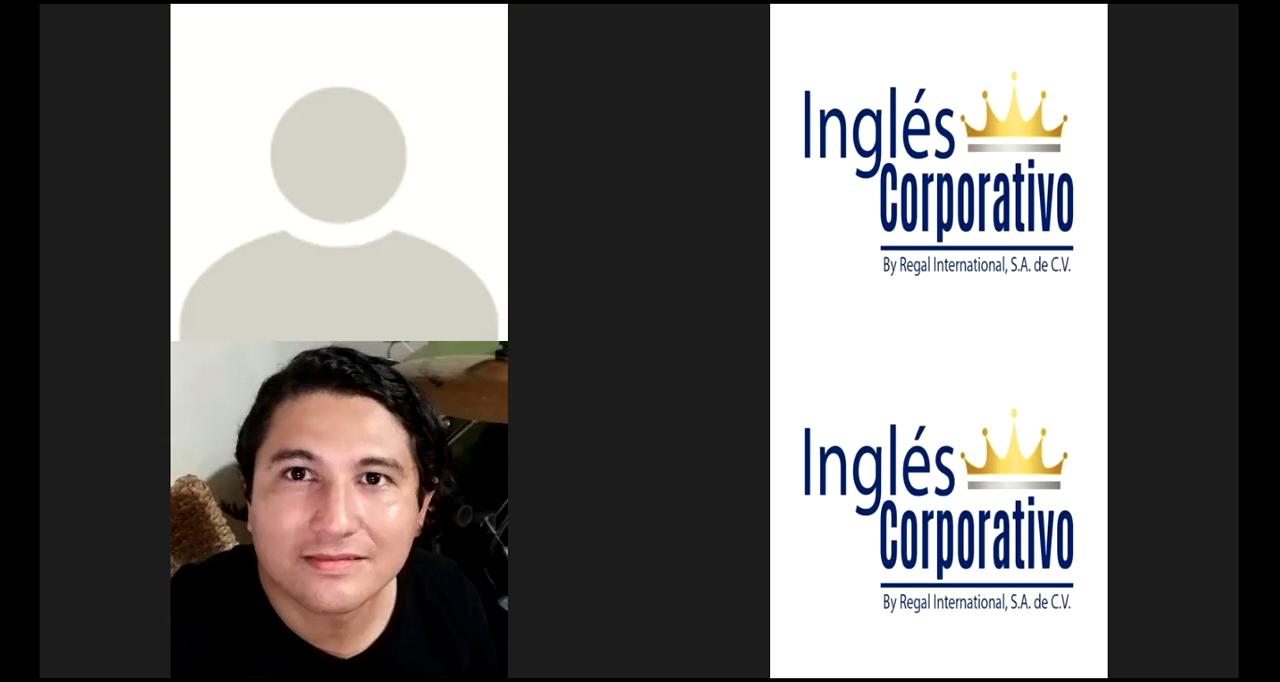 Inglés
Corporativo
By Regal International, S.A. de C.V.
Inglés
Corporativo
By Regal International, S.A. de C.V.